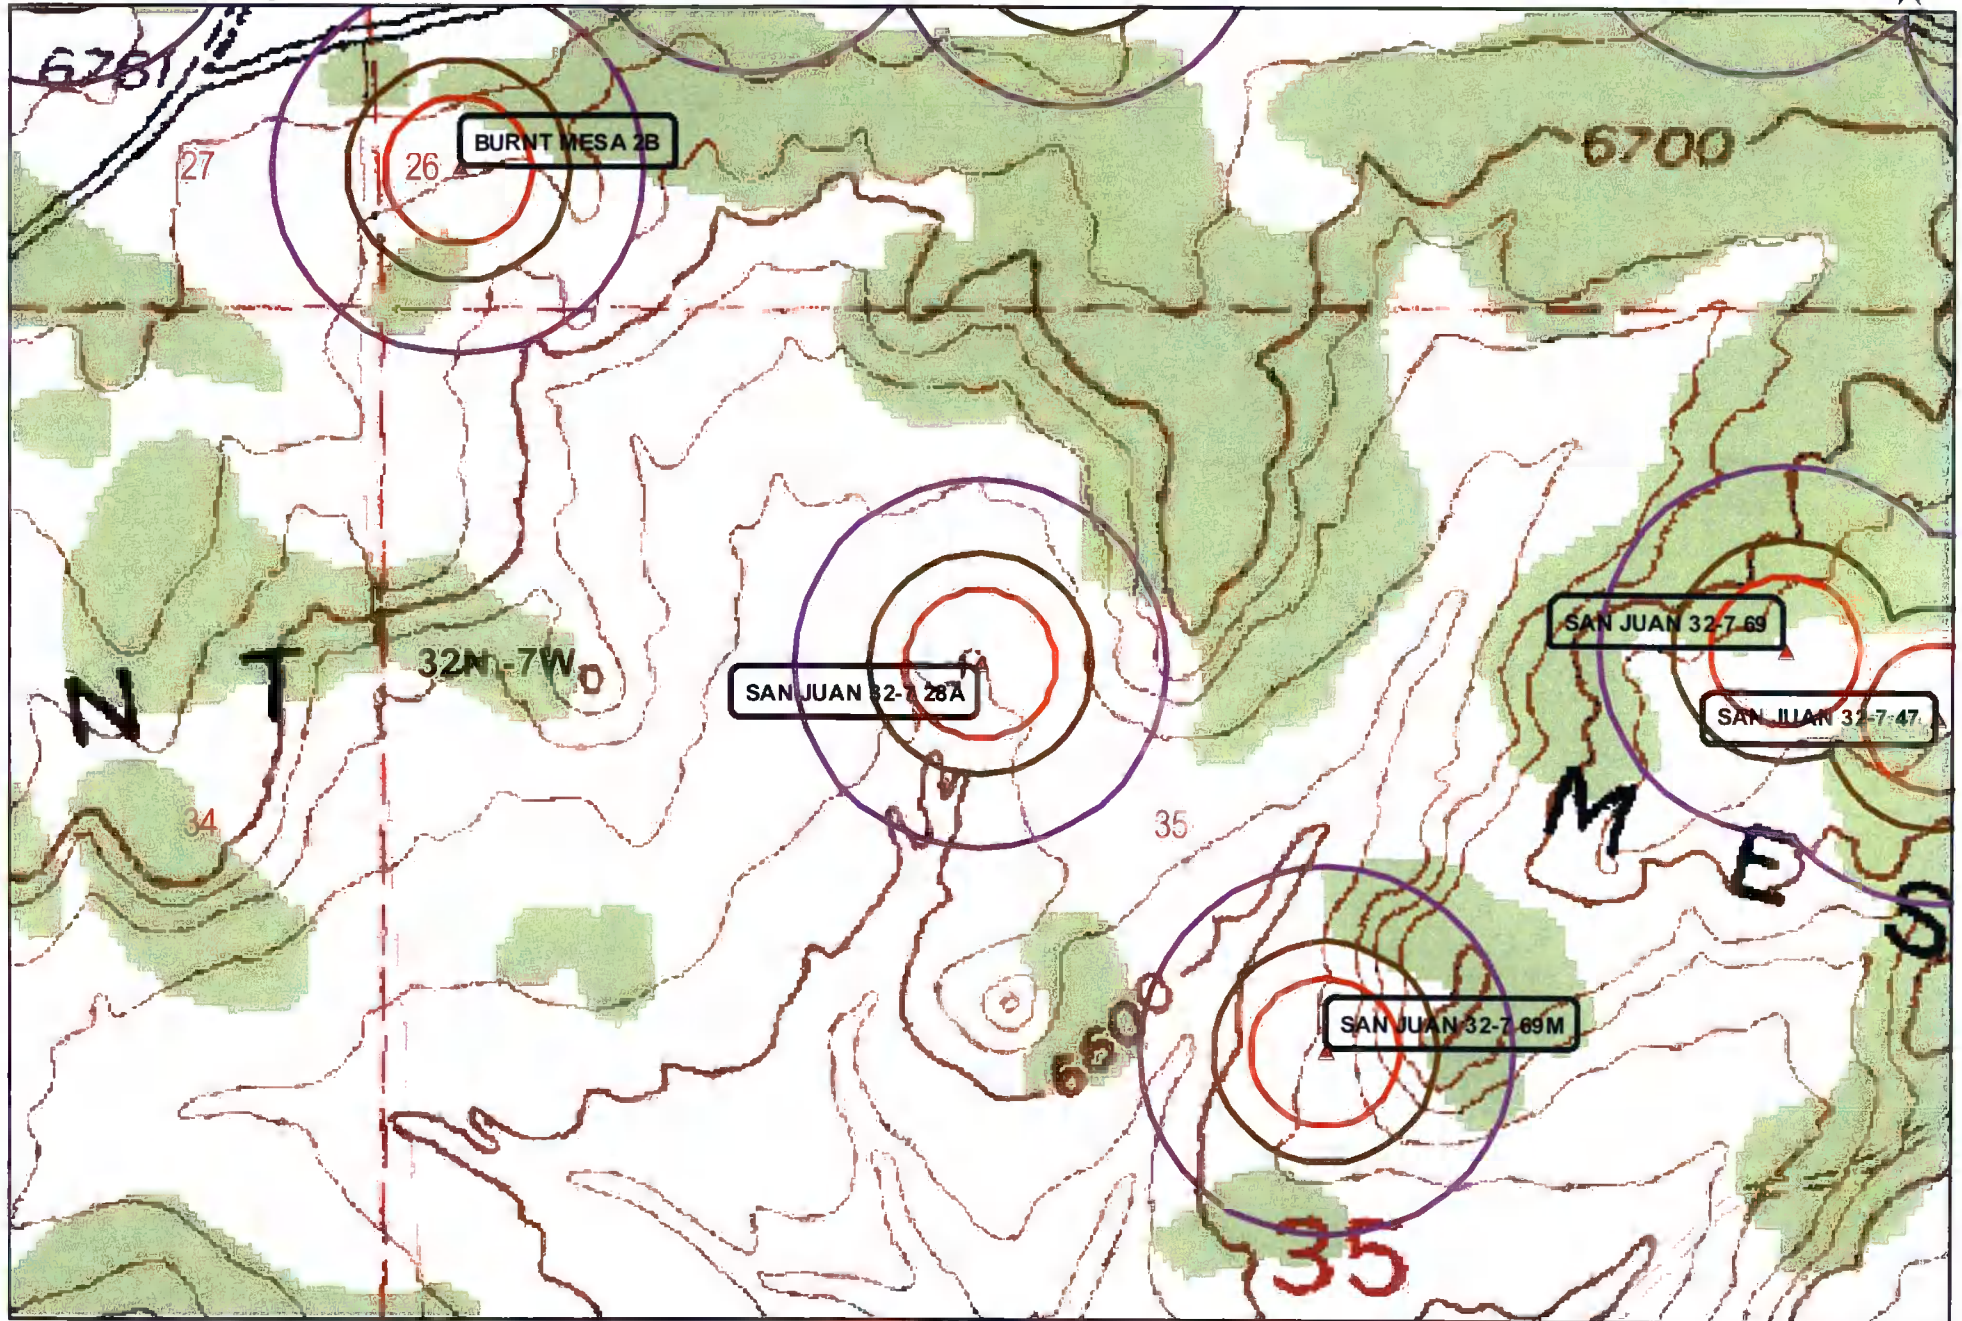 6781
BURNT MESA 2B
27
26
6700
SAN JUAN 32-7 69
32N -7W
SAN JUAN 32-7 28A
SAN JUAN 32-7 47
N T
34
35
M E S
SAN JUAN 32-7 69M
6600
35